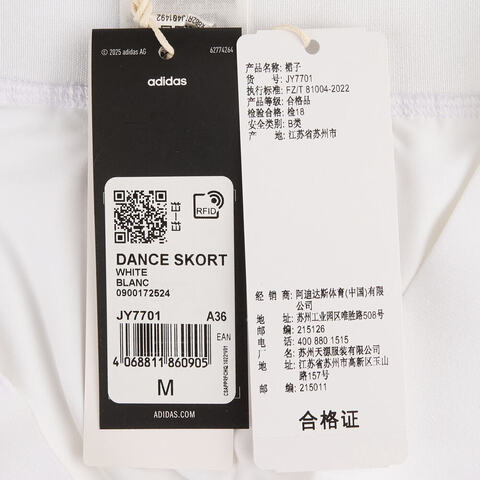 © 2025 adidas AG
62774264
adidas
RFID
DANCE SKORT
WHITE
BLANC
0900172524
JY7701 A36
EAN
4 068811 860905
M
ADIDAS.COM
产品名称: 裙子
货 号: JY7701
执行标准: FZ/T 81004-2022
产品等级: 合格品
检验合格: 检18
安全类别: B类
产 地: 江苏省苏州市
经 销 商: 阿迪达斯体育(中国)有限
公司
地 址: 苏州工业园区唯胜路508号
邮 编: 215126
电 话: 400 880 1515
厂 名: 苏州天源服装有限公司
地 址: 江苏省苏州市高新区玉山
路157号
邮 编: 215011
合格证